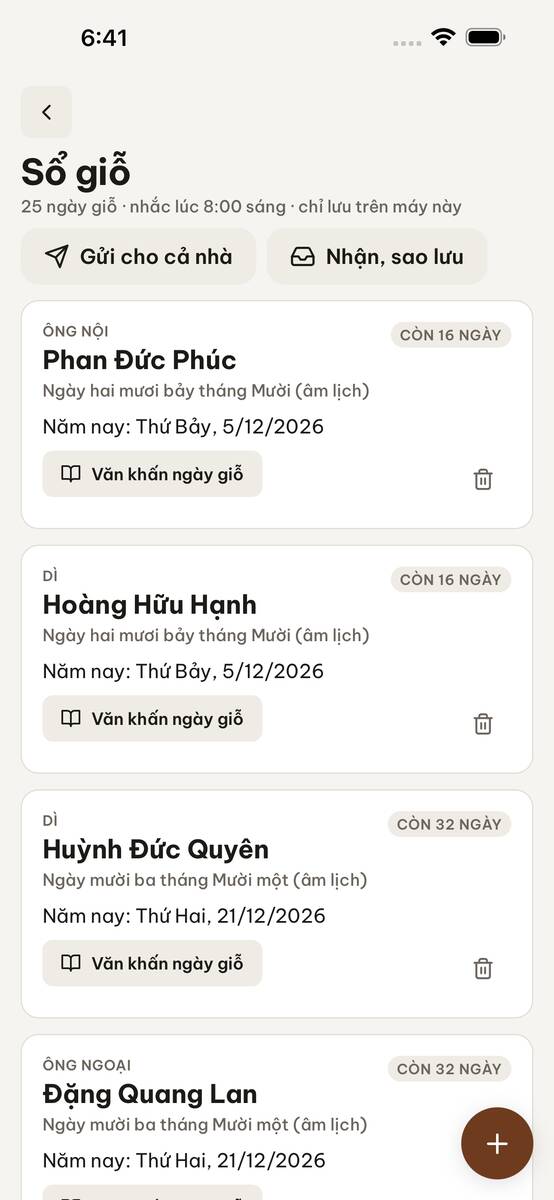 6:41
Sổ giỗ
25 ngày giỗ · nhắc lúc 8:00 sáng · chỉ lưu trên máy này
Gửi cho cả nhà
Nhận, sao lưu
ÔNG NỘI
CÒN 16 NGÀY
Phan Đức Phúc
Ngày hai mươi bảy tháng Mười (âm lịch)
Năm nay: Thứ Bảy, 5/12/2026
Văn khấn ngày giỗ
DÌ
CÒN 16 NGÀY
Hoàng Hữu Hạnh
Ngày hai mươi bảy tháng Mười (âm lịch)
Năm nay: Thứ Bảy, 5/12/2026
Văn khấn ngày giỗ
DÌ
CÒN 32 NGÀY
Huỳnh Đức Quyên
Ngày mười ba tháng Mười một (âm lịch)
Năm nay: Thứ Hai, 21/12/2026
Văn khấn ngày giỗ
ÔNG NGOẠI
CÒN 32 NGÀY
Đặng Quang Lan
Ngày mười ba tháng Mười một (âm lịch)
Năm nay: Thứ Hai, 21/12/2026